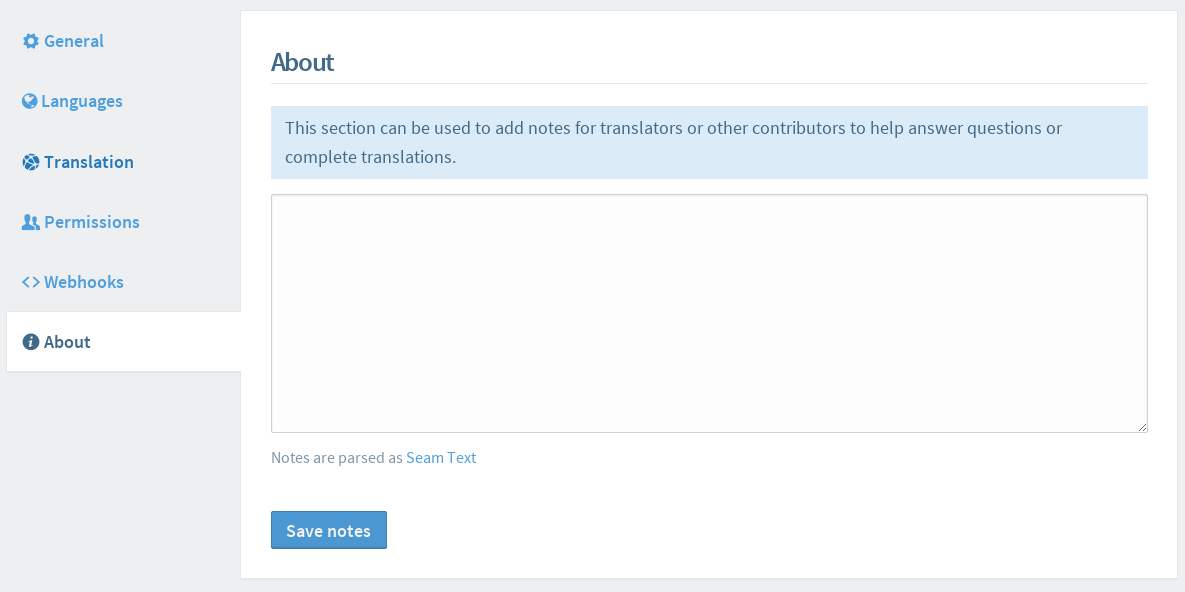 General
Languages
Translation
Permissions
Webhooks
About
About
This section can be used to add notes for translators or other contributors to help answer questions or
complete translations.
Notes are parsed as Seam Text
Save notes